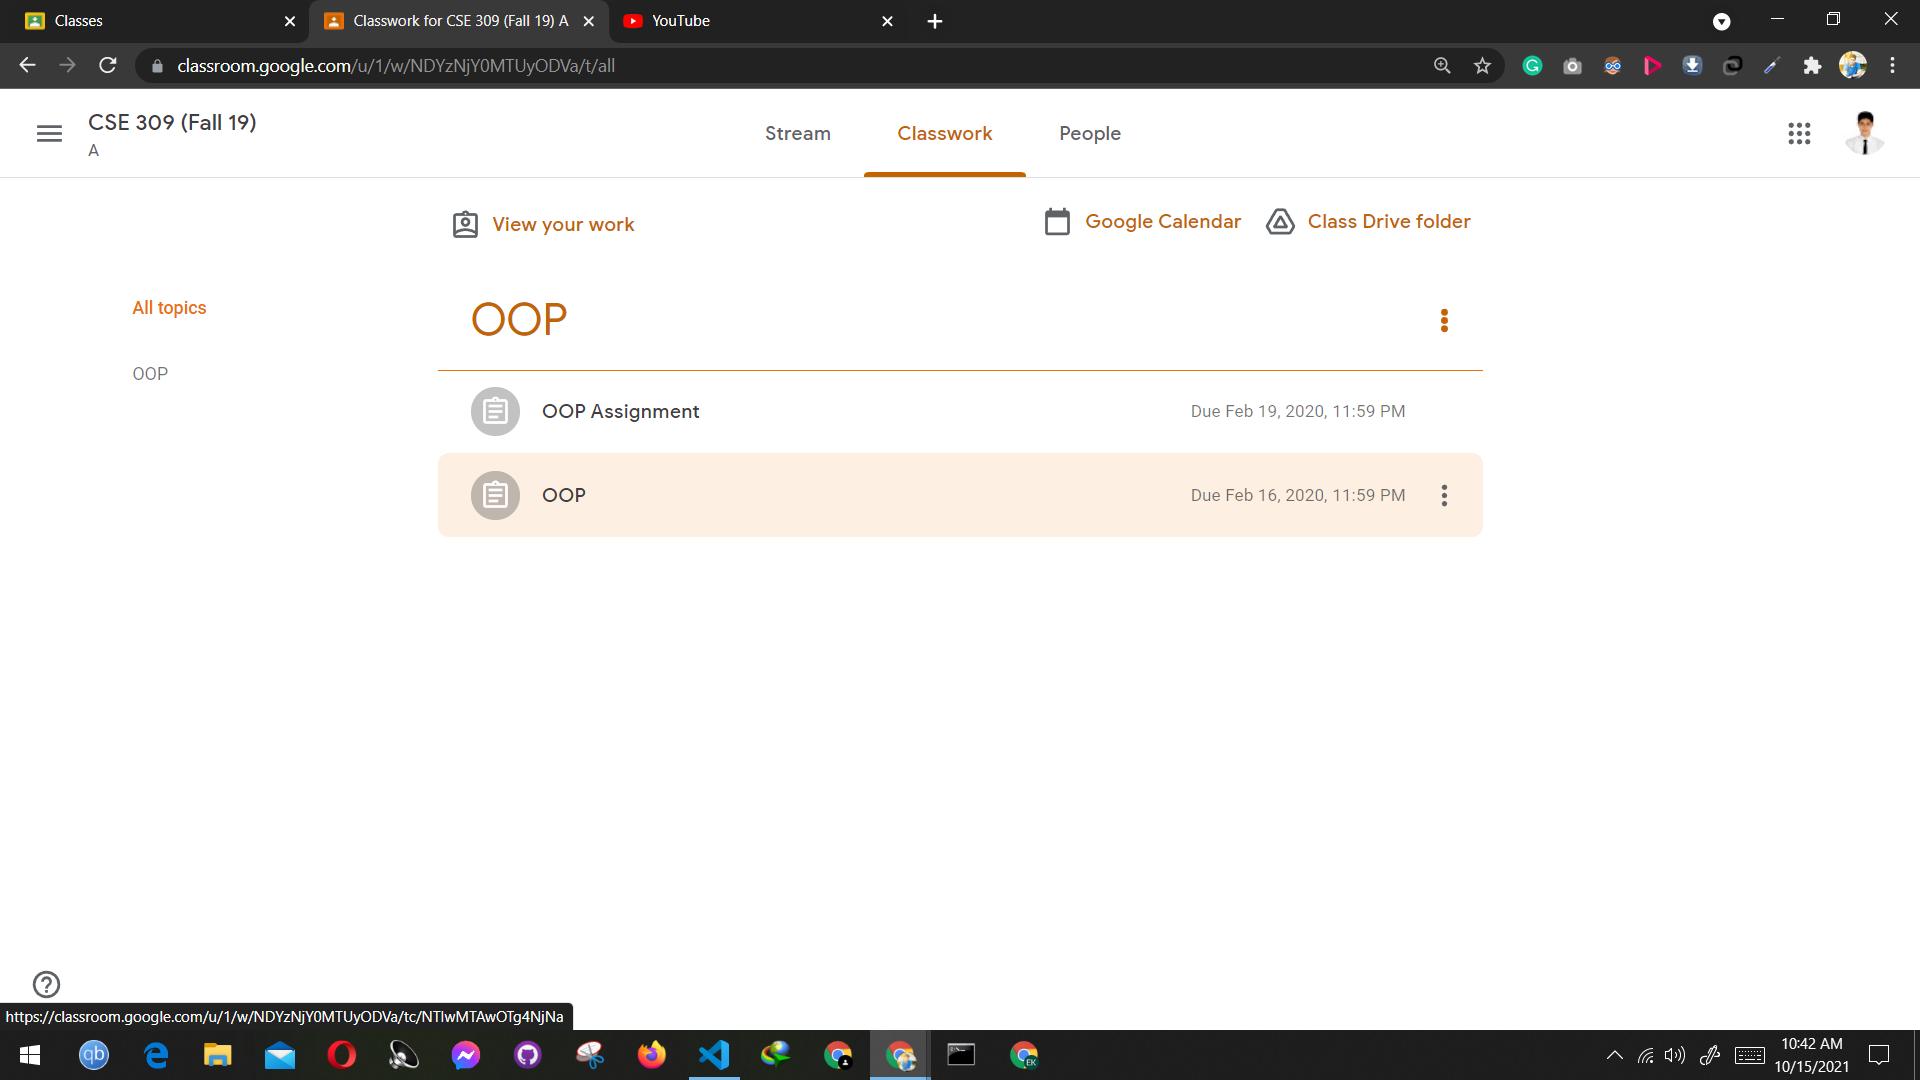 Classes
Classwork for CSE 309 (Fall 19) A
YouTube
classroom.google.com/u/1/w/NDYzNjY0MTUyODVa/t/all
CSE 309 (Fall 19)
A
Stream
Classwork
People
View your work
Google Calendar
Class Drive folder
All topics
OOP
OOP
OOP Assignment
Due Feb 19, 2020, 11:59 PM
OOP
Due Feb 16, 2020, 11:59 PM
https://classroom.google.com/u/1/w/NDYzNjY0MTUyODVa/tc/NTIwMTAwOTg4NjNa
qb
EK
10:42 AM
10/15/2021